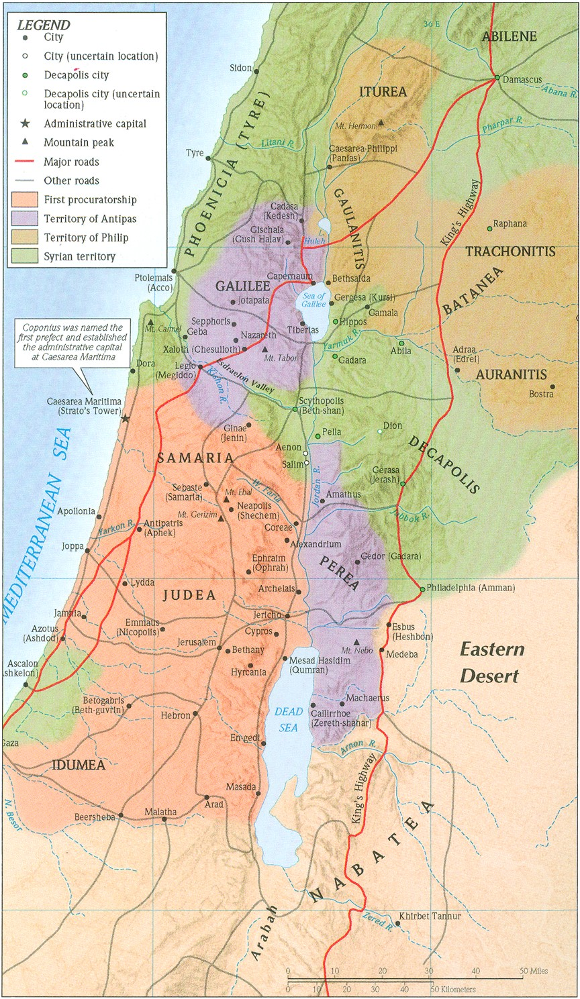 LEGEND
City
City (uncertain location)
Decapolis city
Decapolis city (uncertain
location)
Administrative capital
Mountain peak
Major roads
Other roads
First procuratorship
Territory of Antipas
Territory of Philip
Syrian territory
36 E
ABILENE
Sidon
Damascus
Abana R.
ITUREA
Mt. Hermon
Pharpar R.
Litani R.
PHOENICIA (TYRE)
Tyre
Caesarea-Philippi
(Panias)
GAULANITIS
King's Highway
Cadasa
(Kedesh)
Gischala
(Gush Halav)
L.
Huleh
Raphana
TRACHONITIS
Ptolemais
(Acco)
Capernaum
Bethsaida
GALILEE
BATANEA
Jotapata
Sea of
Galilee
Gergesa (Kursi)
Gamala
Mt. Carmel
Sepphoris
Geba
Hippos
Tiberias
Nazareth
Yarmuk R.
Coponius was named the
first prefect and established
the administrative capital
at Caesarea Maritima
Xaloth (Chesulloth)
Mt. Tabor
Abila
Gadara
Adraa
(Edrei)
Dora
Legio
(Megiddo)
Esdraelon Valley
Kishon R.
AURANITIS
Bostra
Caesarea Maritima
(Strato's Tower)
Scythopolis
(Beth-shan)
Ginae
(Jenin)
Pella
Dion
DECAPOLIS
MEDITERRANEAN SEA
Aenon
Salim
SAMARIA
Gerasa
(Jerash)
Jordan R.
Sebaste
(Samaria)
Mt. Ebal
W. Faria
Amathus
Apollonia
Neapolis
(Shechem)
Mt. Gerizim
Jabbok R.
Yarkon R.
Antipatris
(Aphek)
Coreae
Alexandrium
Joppa
Ephraim
(Ophrah)
Gedor (Gadara)
PEREA
Lydda
JUDEA
Archelais
Philadelphia (Amman)
Jamnia
Jericho
Emmaus
(Nicopolis)
Cypros
Esbus
(Heshbon)
Azotus
(Ashdod)
Jerusalem
Bethany
Mt. Nebo
Medeba
Eastern
Desert
Ascalon
shkelon)
Mesad Hasidim
(Qumran)
Hyrcania
Betogabris
(Beth-guvrin)
Machaerus
Hebron
DEAD
SEA
Callirrhoe
(Zereth-shahar)
En-gedi
Gaza
Arnon R.
IDUMEA
King's Highway
Masada
Arad
N. Besor
Beersheba
Malatha
NABATEA
Arabah
Zered R.
Khirbet Tannur
0 10 20 30 40 50 Miles
0 10 20 30 40 50 Kilometers